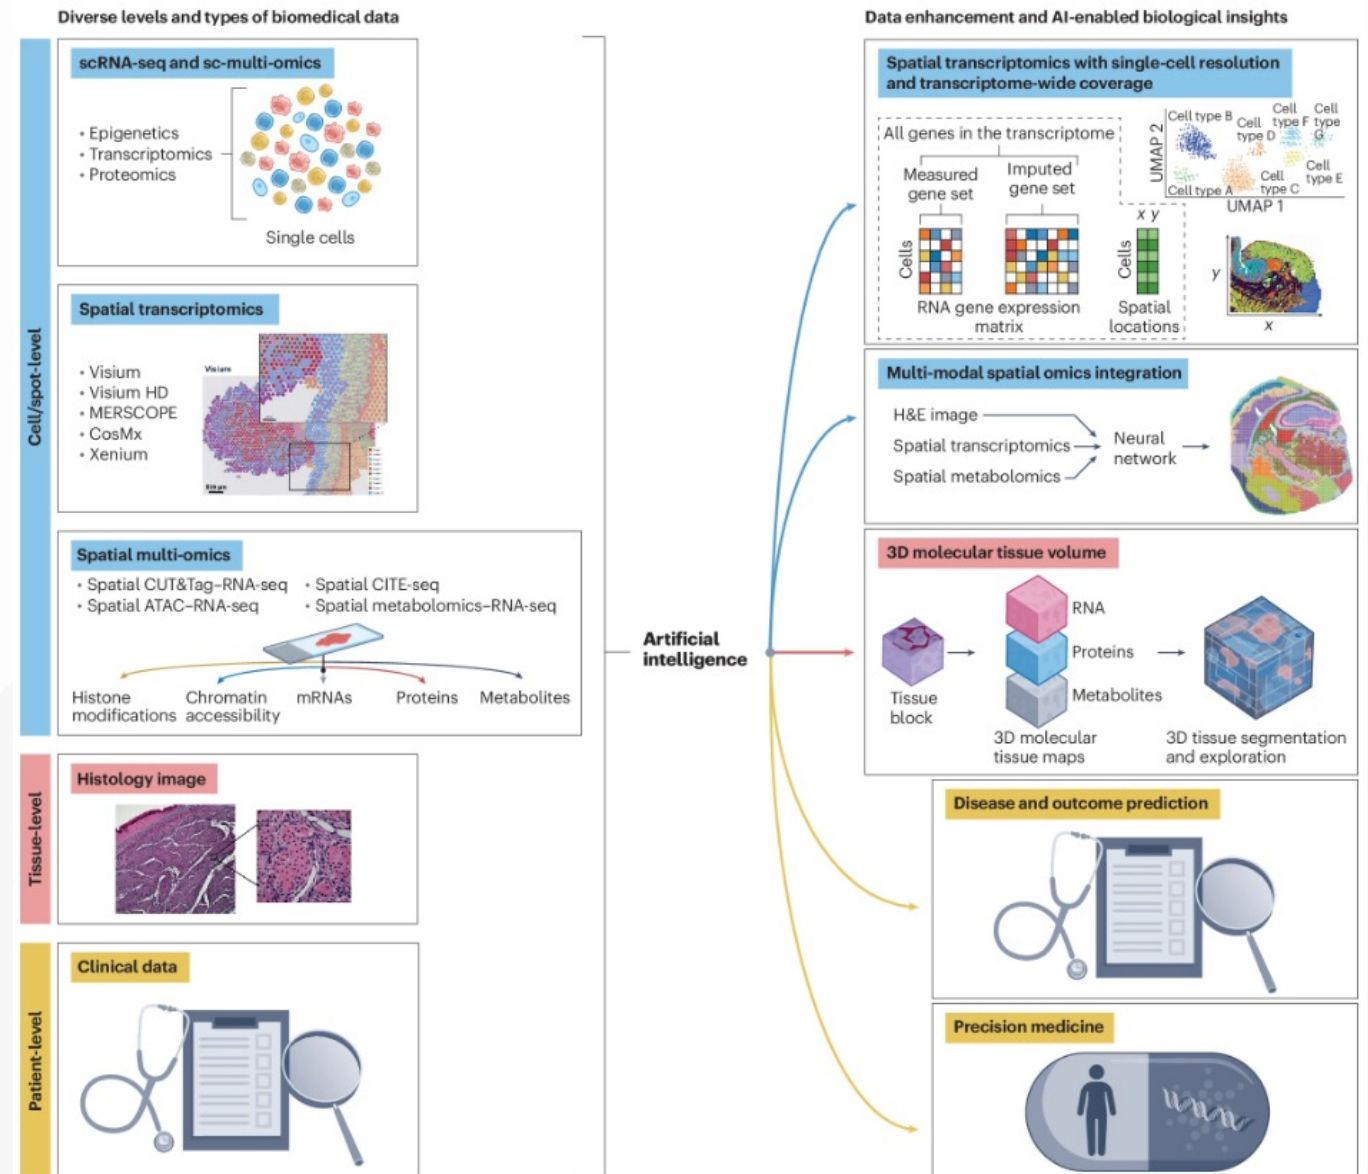 Diverse levels and types of biomedical data
Cell/spot-level
scRNA-seq and sc-multi-omics
• Epigenetics
• Transcriptomics
• Proteomics
Single cells
Spatial transcriptomics
• Visium
• Visium HD
• MERSCOPE
• CosMx
• Xenium
Visium
Spatial multi-omics
• Spatial CUT&Tag–RNA-seq
• Spatial ATAC–RNA-seq
• Spatial CITE-seq
• Spatial metabolomics–RNA-seq
Histone
modifications
Chromatin
accessibility
mRNAs
Proteins
Metabolites
Tissue-level
Histology image
Patient-level
Clinical data
Artificial
intelligence
Data enhancement and AI-enabled biological insights
Spatial transcriptomics with single-cell resolution
and transcriptome-wide coverage
All genes in the transcriptome
Measured
gene set
Imputed
gene set
Cells
RNA gene expression
matrix
x y
Cells
Spatial
locations
UMAP 2
Cell type B
Cell
type D
Cell
type F
Cell
type
G
Cell
type E
Cell type A
Cell
type C
UMAP 1
y
x
Multi-modal spatial omics integration
H&E image
Spatial transcriptomics
Spatial metabolomics
Neural
network
3D molecular tissue volume
Tissue
block
RNA
Proteins
Metabolites
3D molecular
tissue maps
3D tissue segmentation
and exploration
Disease and outcome prediction
Precision medicine